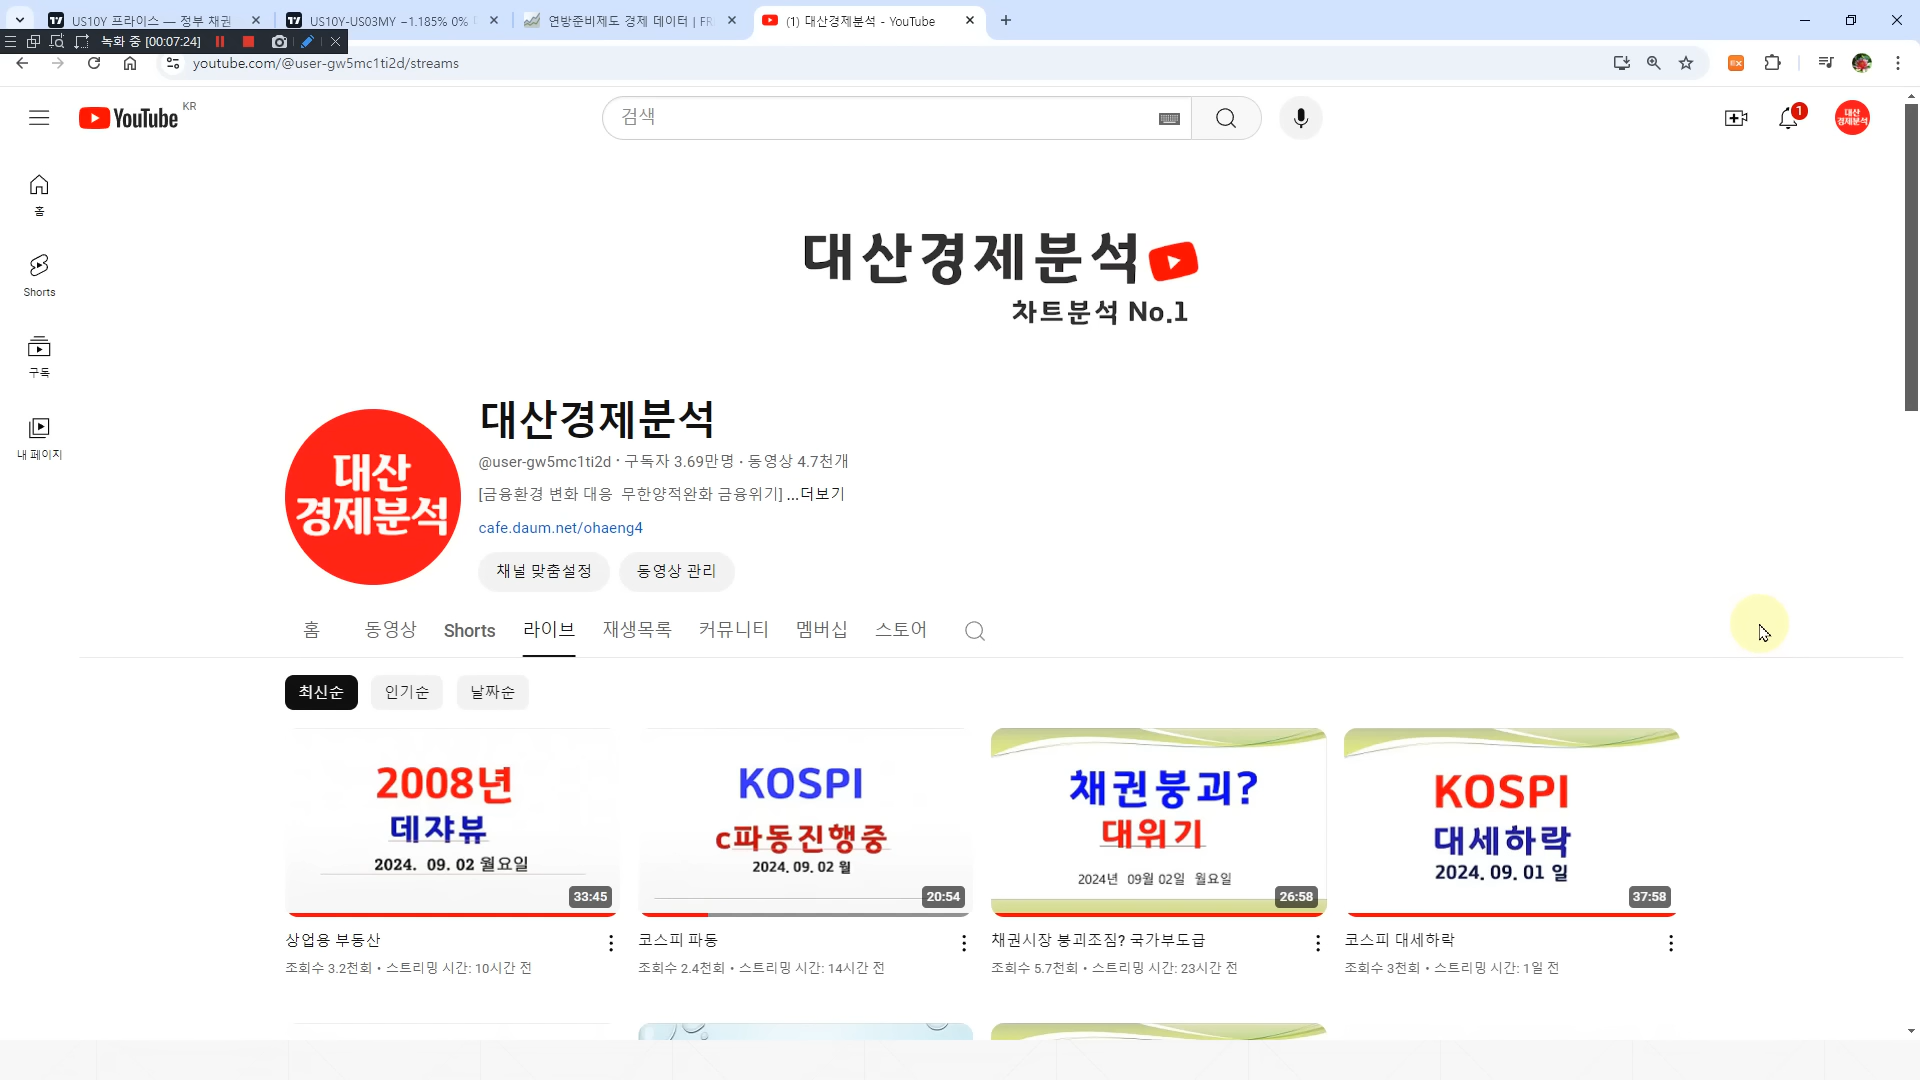 US10Y 프라이스 — 정부 채권
US10Y-US03MY −1.185% 0%
연방준비제도 경제 데이터 | FR
(1) 대산경제분석 - YouTube
녹화 중 [00:07:24]
youtube.com/@user-gw5mc1ti2d/streams
YouTube KR
검색
1
대산
경제분석
홈
Shorts
구독
내 페이지
대산경제분석
차트분석 No.1
대산
경제분석
대산경제분석
@user-gw5mc1ti2d · 구독자 3.69만명 · 동영상 4.7천개
[금융환경 변화 대응 무한양적완화 금융위기] ...더보기
cafe.daum.net/ohaeng4
채널 맞춤설정 동영상 관리
홈 동영상 Shorts 라이브 재생목록 커뮤니티 멤버십 스토어
최신순 인기순 날짜순
2008년
데쟈뷰
2024. 09. 02 월요일
33:45
상업용 부동산
조회수 3.2천회 • 스트리밍 시간: 10시간 전
KOSPI
c파동진행중
2024. 09. 02 월
20:54
코스피 파동
조회수 2.4천회 • 스트리밍 시간: 14시간 전
채권붕괴?
대위기
2024년 09월 02일 월요일
26:58
채권시장 붕괴조짐? 국가부도급
조회수 5.7천회 • 스트리밍 시간: 23시간 전
KOSPI
대세하락
2024. 09. 01 일
37:58
코스피 대세하락
조회수 3천회 • 스트리밍 시간: 1일 전